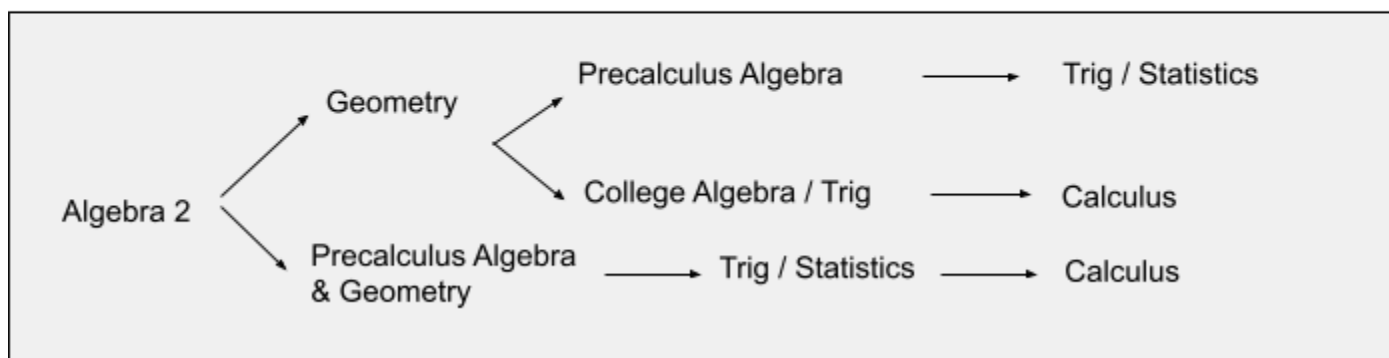 Precalculus Algebra
Trig / Statistics
Geometry
College Algebra / Trig
Calculus
Algebra 2
Precalculus Algebra
& Geometry
Trig / Statistics
Calculus